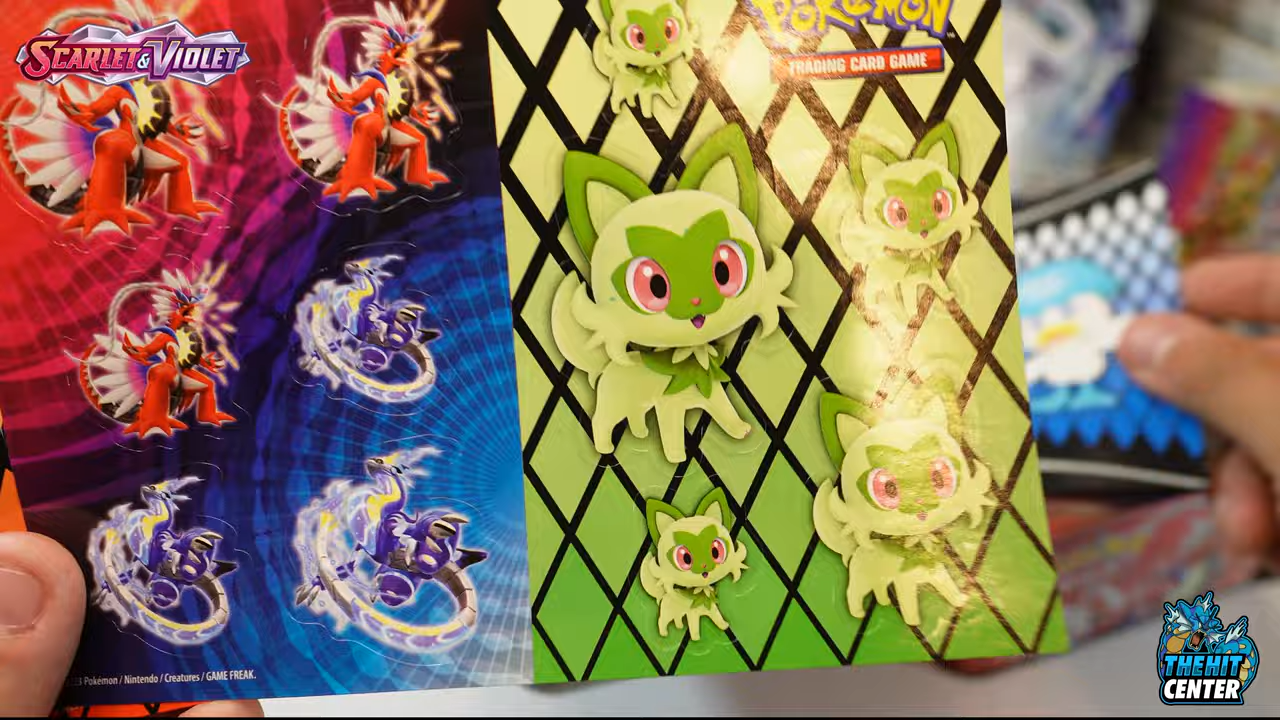 SCARLET & VIOLET
POKÉMON
TRADING CARD GAME
Pokémon / Nintendo / Creatures / GAME FREAK.
THE HIT
CENTER